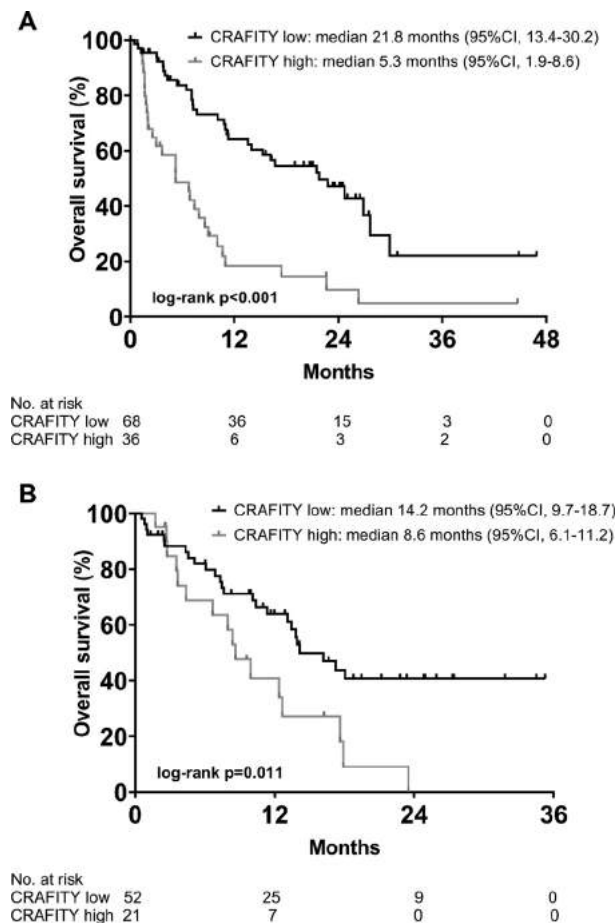 A
CRAFITY low: median 21.8 months (95%CI, 13.4-30.2)
CRAFITY high: median 5.3 months (95%CI, 1.9-8.6)
Overall survival (%)
100
80
60
40
20
0
log-rank p<0.001
0 12 24 36 48
Months
No. at risk
CRAFITY low 68 36 15 3 0
CRAFITY high 36 6 3 2 0
B
CRAFITY low: median 14.2 months (95%CI, 9.7-18.7)
CRAFITY high: median 8.6 months (95%CI, 6.1-11.2)
Overall survival (%)
100
80
60
40
20
0
log-rank p=0.011
0 12 24 36
Months
No. at risk
CRAFITY low 52 25 9 0
CRAFITY high 21 7 0 0